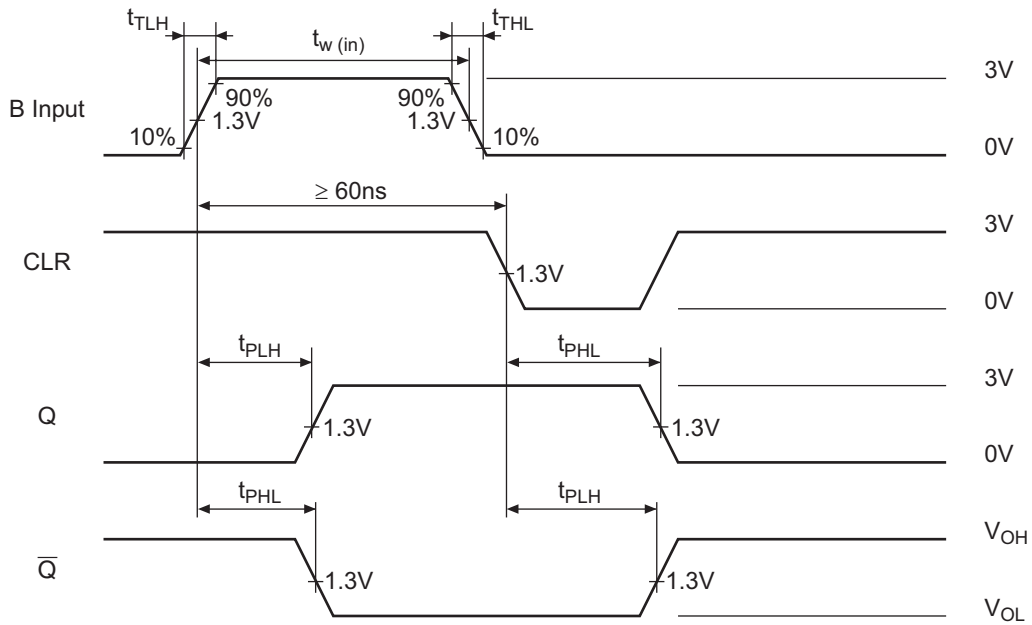 tTLH
tw (in)
tTHL
B Input
10%
90%
1.3V
90%
1.3V
10%
3V
0V
≥ 60ns
CLR
1.3V
3V
0V
tPLH
tPHL
Q
1.3V
1.3V
3V
0V
tPHL
tPLH
Q̅
1.3V
1.3V
VOH
VOL